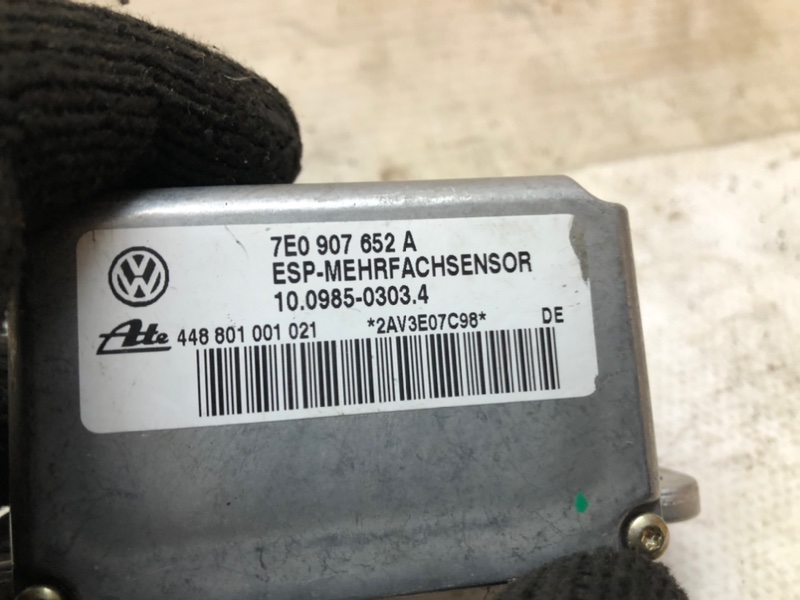 7E0 907 652 A
ESP-MEHRFACHSENSOR
10.0985-0303.4
Ate 448 801 001 021 *2AV3E07C98* DE